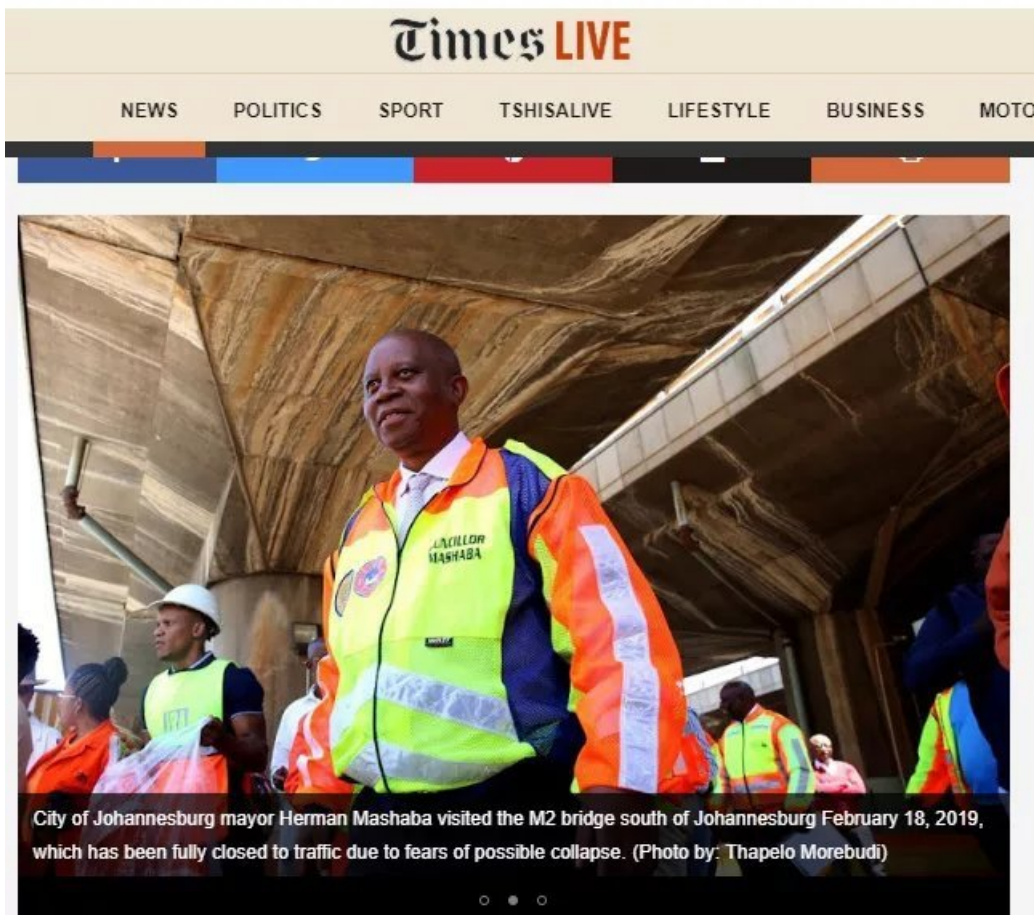 Times LIVE
NEWS POLITICS SPORT TSHISALIVE LIFESTYLE BUSINESS MOTO
MASHABA
City of Johannesburg mayor Herman Mashaba visited the M2 bridge south of Johannesburg February 18, 2019,
which has been fully closed to traffic due to fears of possible collapse. (Photo by: Thapelo Morebudi)